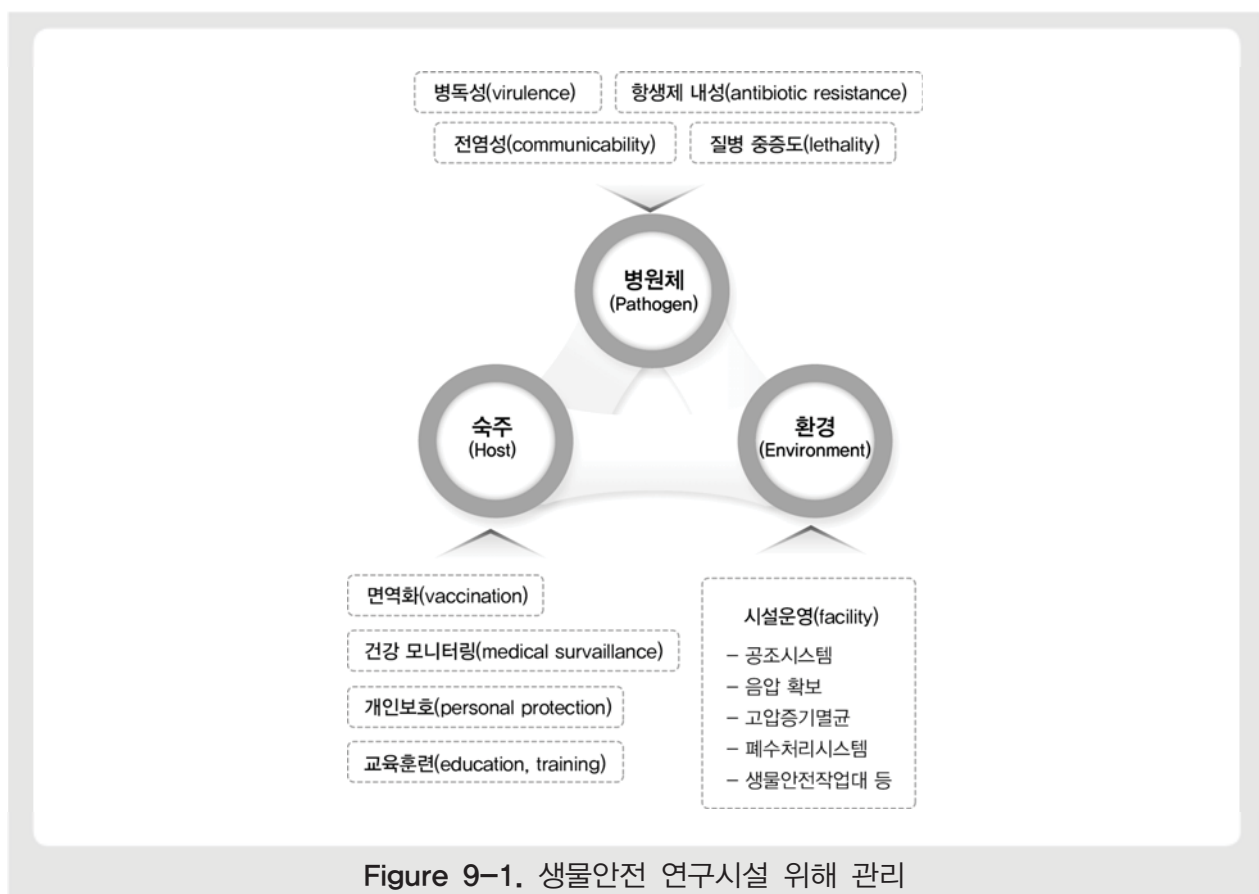 병독성(virulence)
항생제 내성(antibiotic resistance)
전염성(communicability)
질병 중증도(lethality)
병원체
(Pathogen)
숙주
(Host)
환경
(Environment)
면역화(vaccination)
건강 모니터링(medical survaillance)
개인보호(personal protection)
교육훈련(education, training)
시설운영(facility)
– 공조시스템
– 음압 확보
– 고압증기멸균
– 폐수처리시스템
– 생물안전작업대 등
Figure 9–1. 생물안전 연구시설 위해 관리